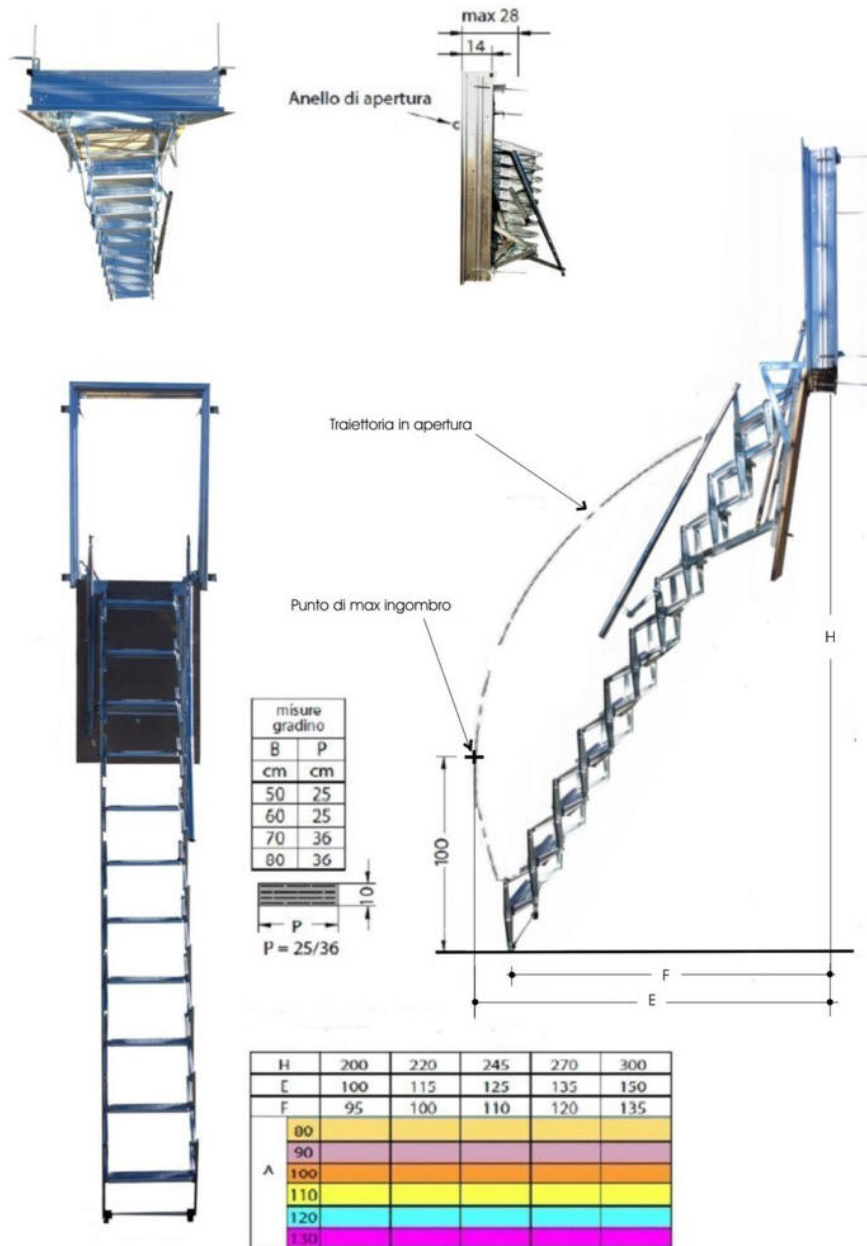 max 28
14
Anello di apertura
Traiettoria in apertura
Punto di max ingombro
H
misure
gradino
B P
cm cm
50 25
60 25
70 36
80 36
10
P
P = 25/36
100
F
E
H 200 220 245 270 300
E 100 115 125 135 150
F 95 100 110 120 135
A
80
90
100
110
120
130